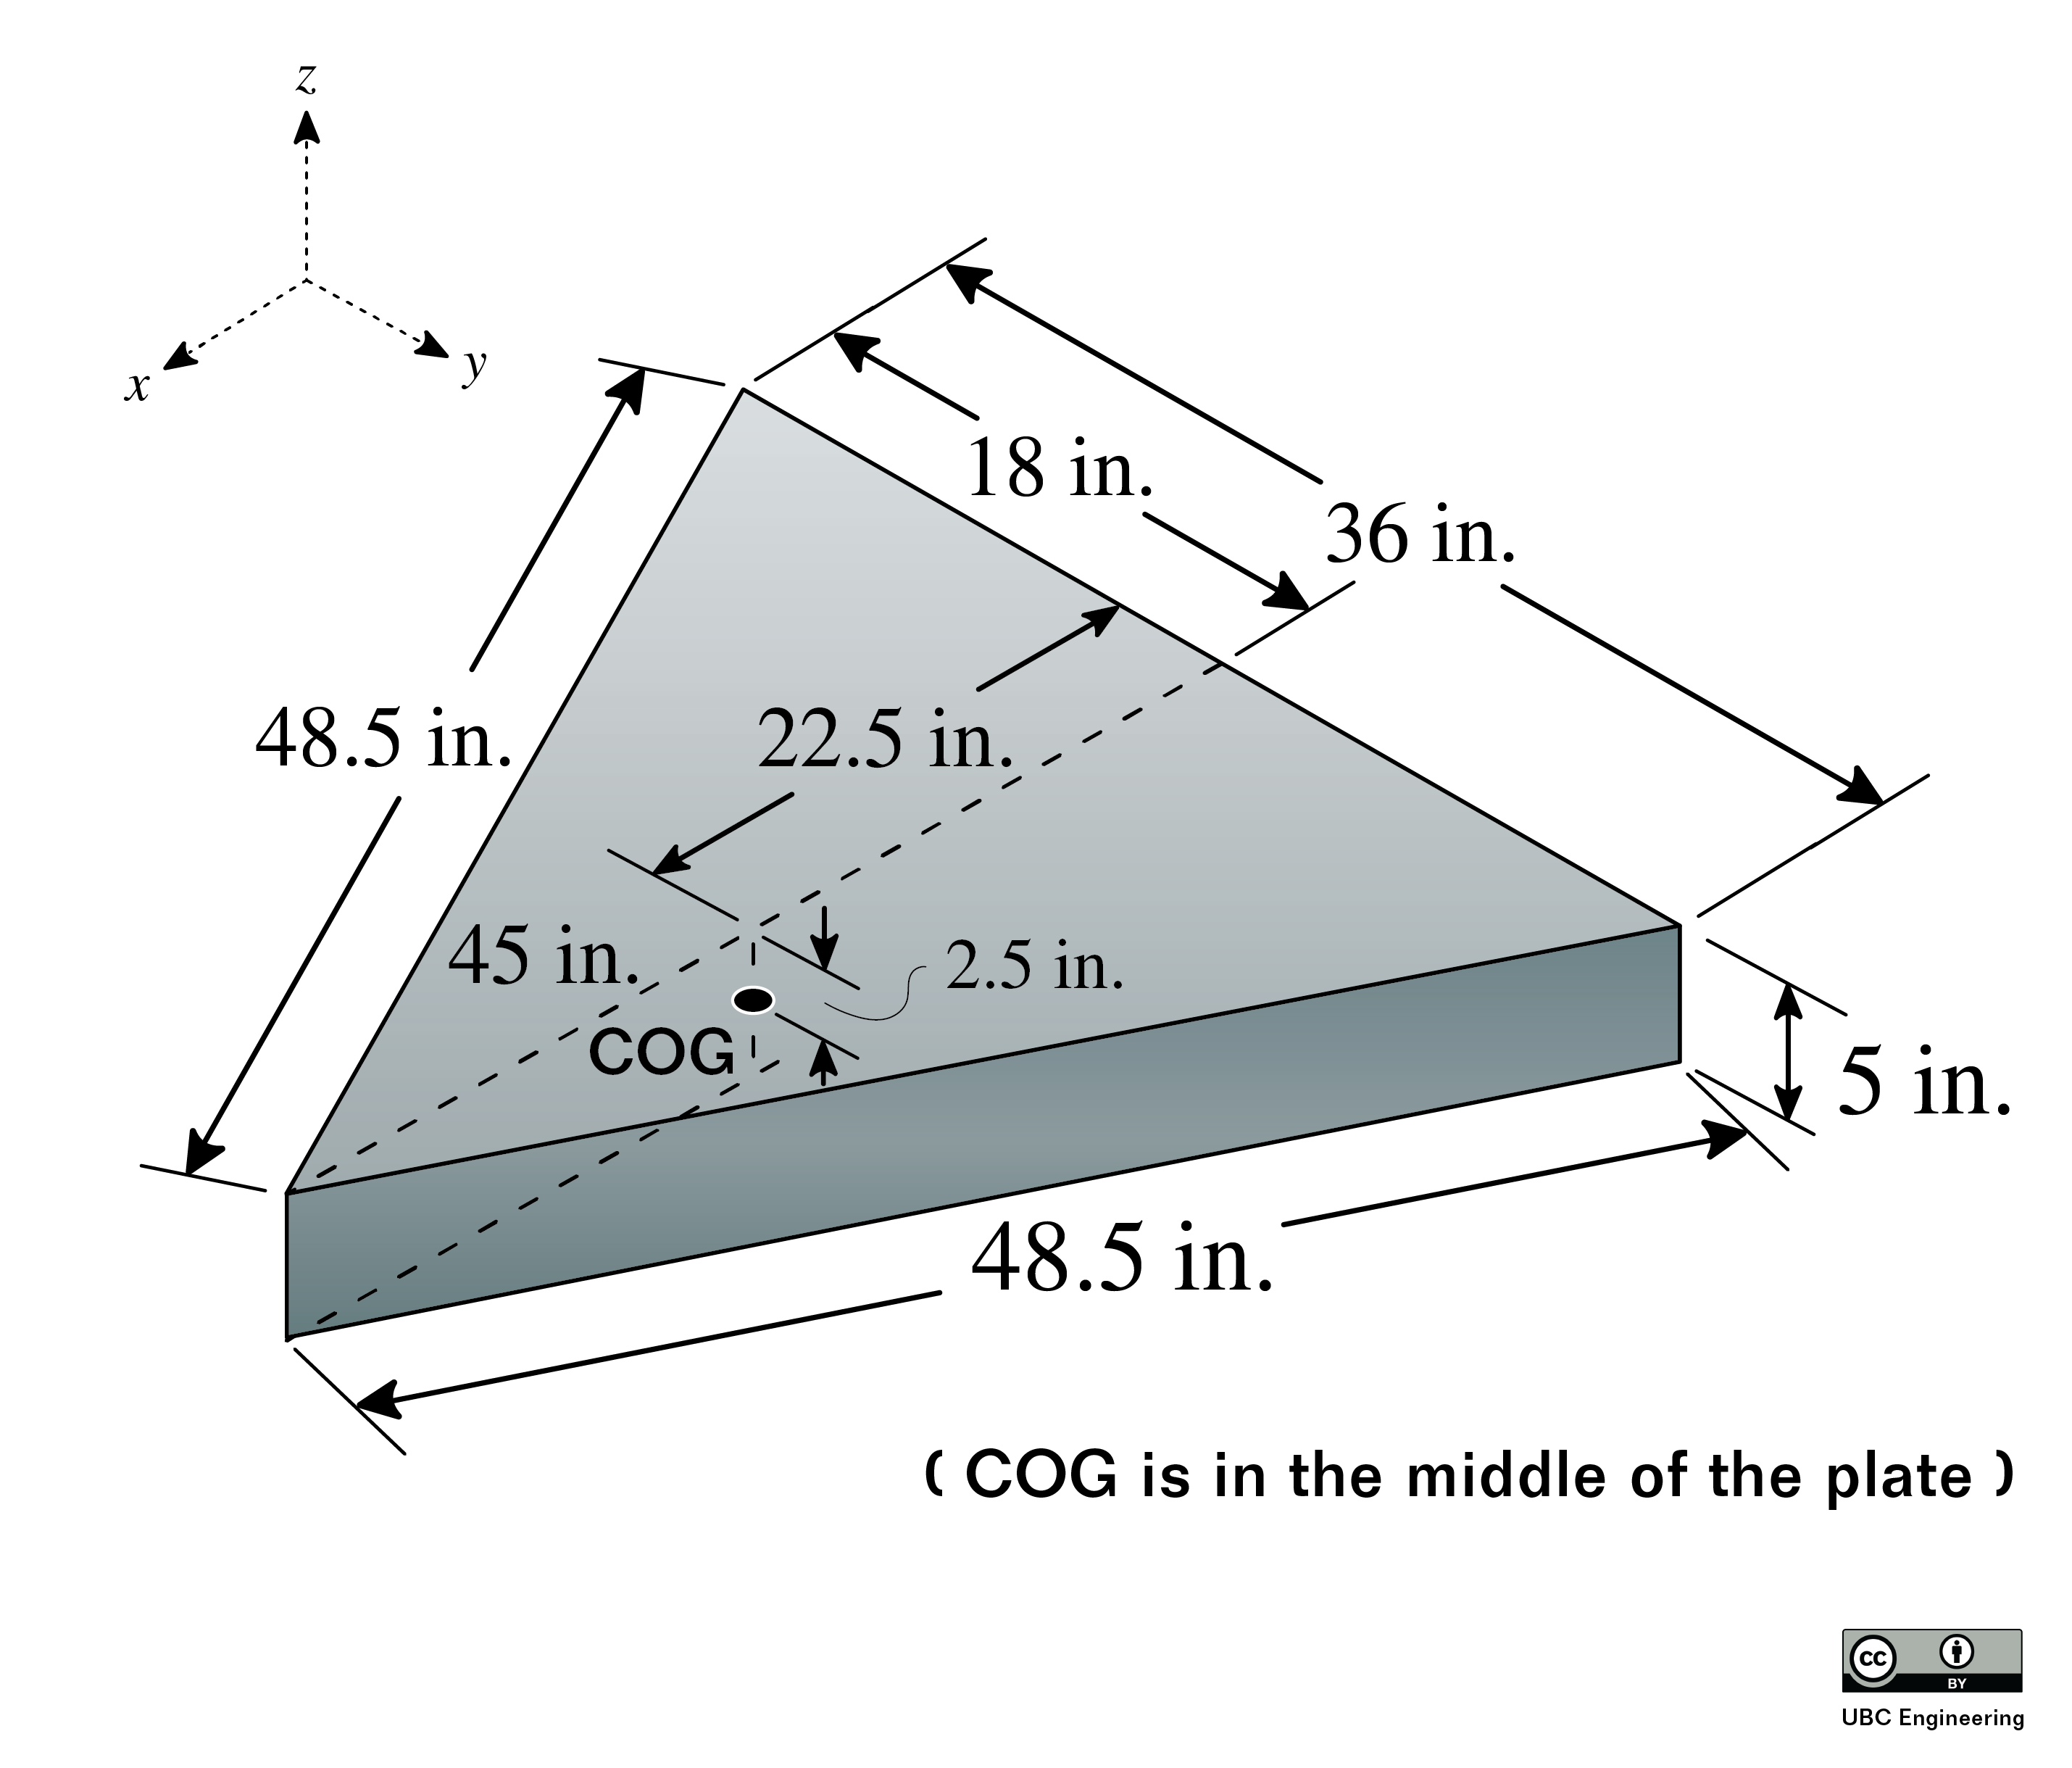 z
x
y
18 in.
36 in.
48.5 in.
22.5 in.
45 in.
2.5 in.
COG
5 in.
48.5 in.
( COG is in the middle of the plate )
CC
BY
UBC Engineering